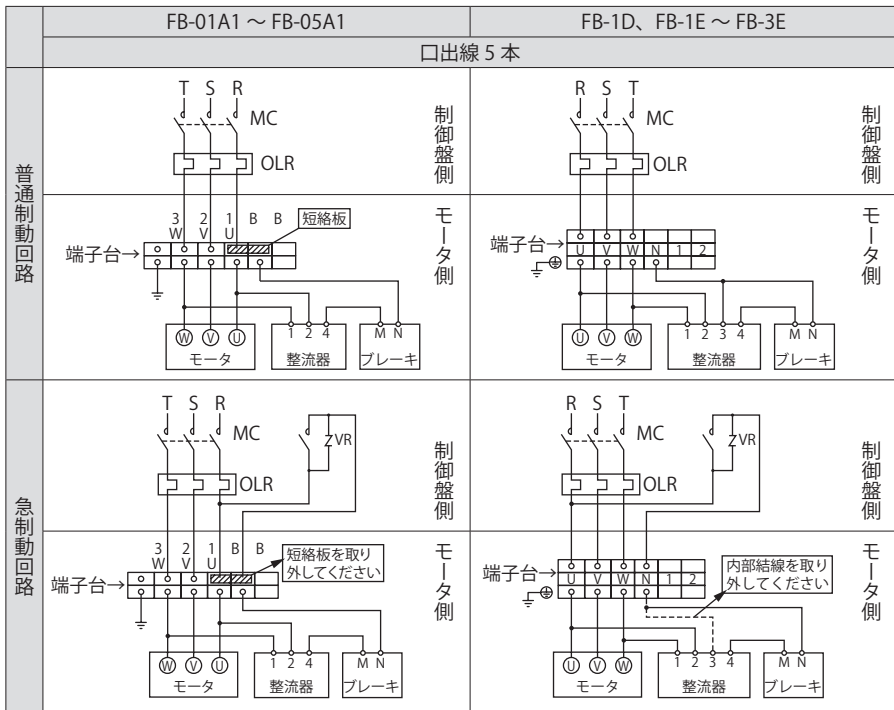 FB-01A1 ～ FB-05A1
FB-1D、FB-1E ～ FB-3E
口出線 5 本
普通制動回路
T S R
MC
OLR
制御盤側
R S T
MC
OLR
制御盤側
3 2 1 B B
W V U
短絡板
端子台→
W V U
モータ
1 2 4
整流器
M N
ブレーキ
モータ側
端子台→
U V W N 1 2
U V W
モータ
1 2 3 4
整流器
M N
ブレーキ
モータ側
急制動回路
T S R
MC
VR
OLR
制御盤側
R S T
MC
VR
OLR
制御盤側
3 2 1 B B
W V U
短絡板を取り
外してください
端子台→
W V U
モータ
1 2 4
整流器
M N
ブレーキ
モータ側
端子台→
U V W N 1 2
内部結線を取り
外してください
U V W
モータ
1 2 3 4
整流器
M N
ブレーキ
モータ側